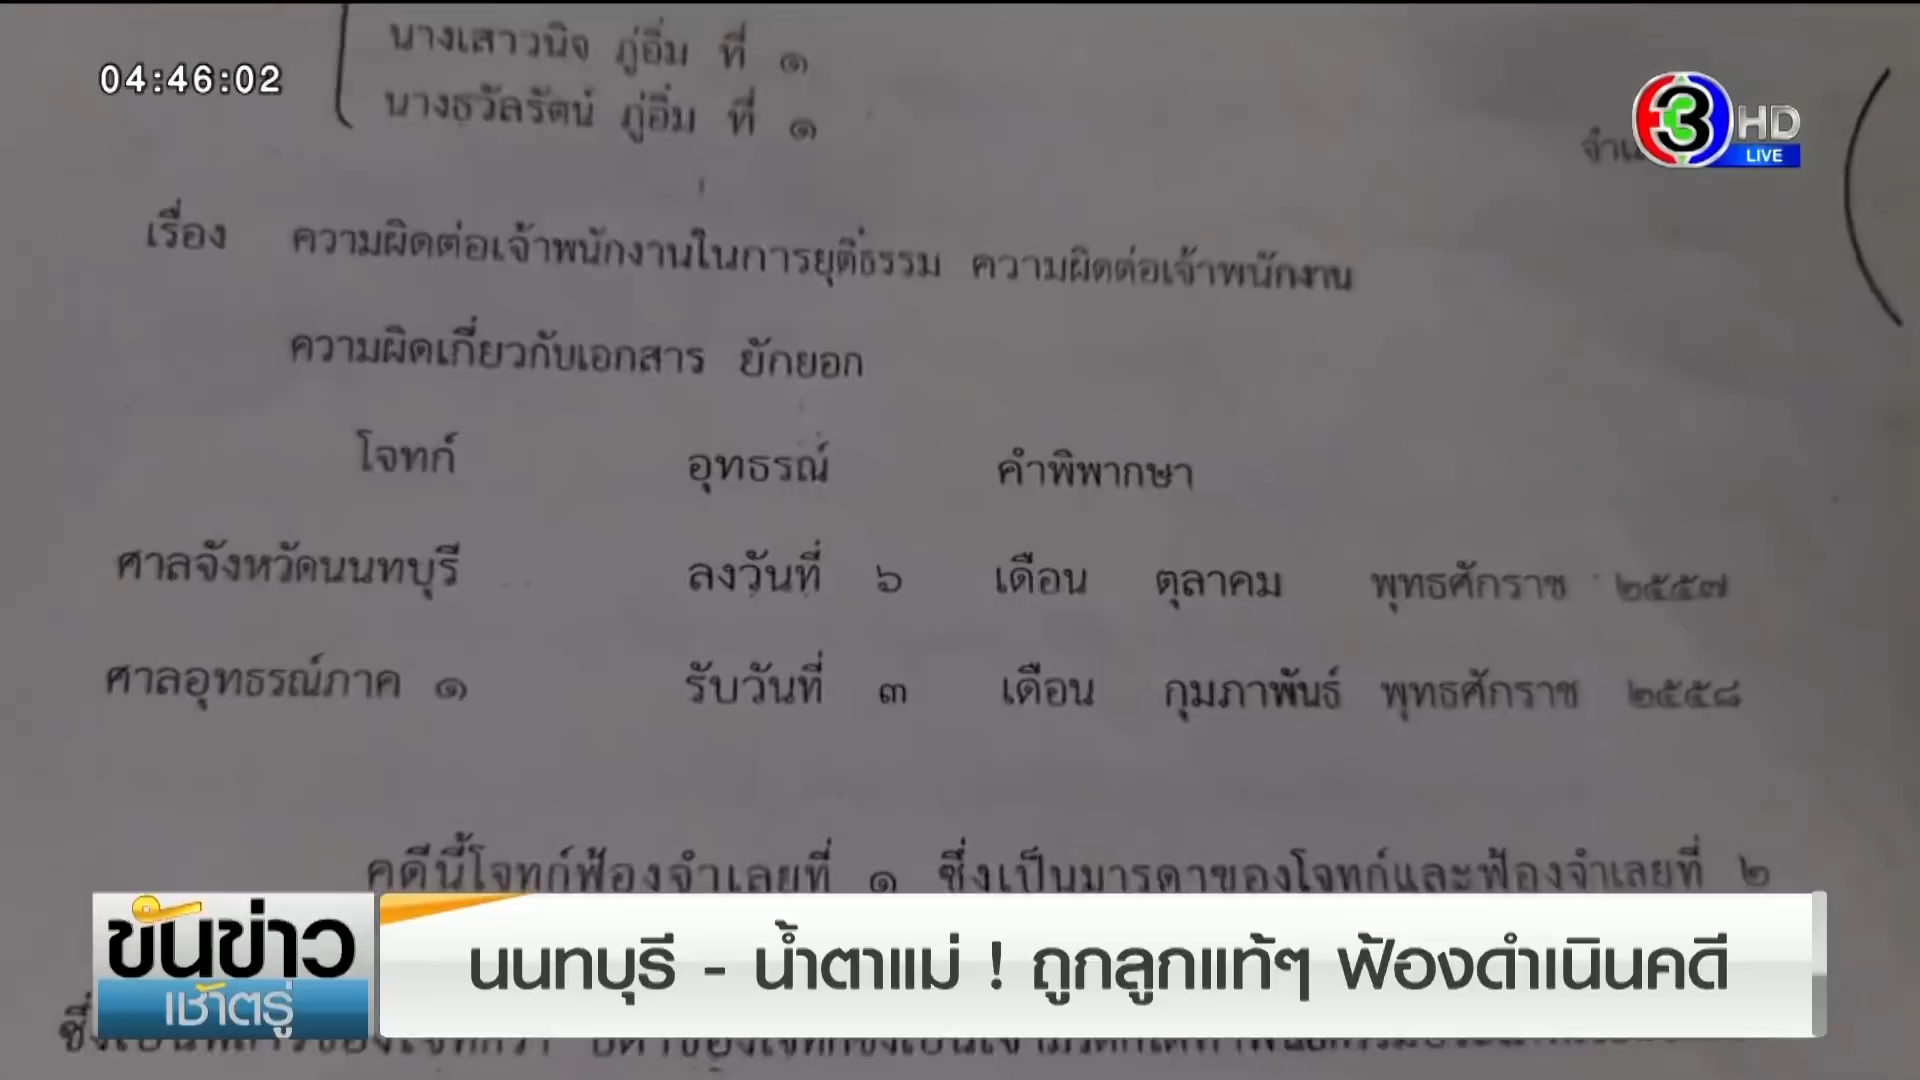 นางเสาวนิจ ภู่อิ่ม ที่ ๑
04:46:02
นางธวัลรัตน์ ภู่อิ่ม ที่ ๑
3 HD
LIVE
เรื่อง ความผิดต่อเจ้าพนักงานในการยุติ่ธรรม ความผิดต่อเจ้าพนักงาน
ความผิดเกี่ยวกับเอกสาร ยักยอก
โจทก์ อุทธรณ์ คำพิพากษา
ศาลจังหวัดนนทบุรี ลงวันที่ ๖ เดือน ตุลาคม พุทธศักราช ๒๕๕๗
ศาลอุทธรณ์ภาค ๑ รับวันที่ ๓ เดือน กุมภาพันธ์ พุทธศักราช ๒๕๕๘
คดีนี้โจทก์ฟ้องจำเลยที่ ๑ ซึ่งเป็นมารดาของโจทก์และฟ้องจำเลยที่ ๒
ขันข่าว
เช้าตรู่
นนทบุรี - น้ำตาแม่ ! ถูกลูกแท้ๆ ฟ้องดำเนินคดี